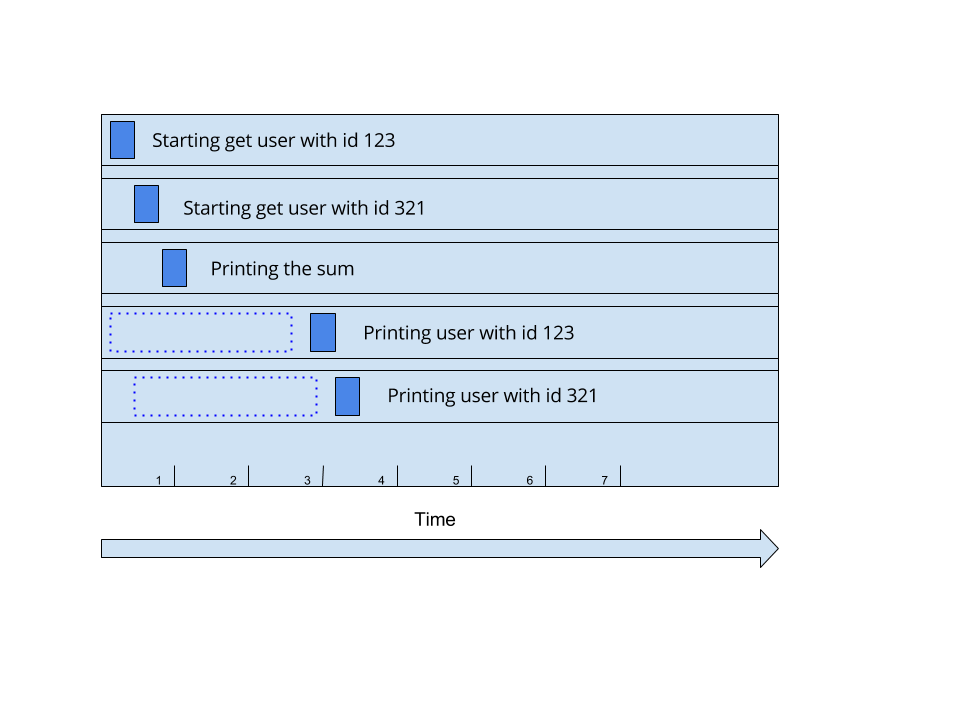 Starting get user with id 123
Starting get user with id 321
Printing the sum
Printing user with id 123
Printing user with id 321
1 2 3 4 5 6 7
Time